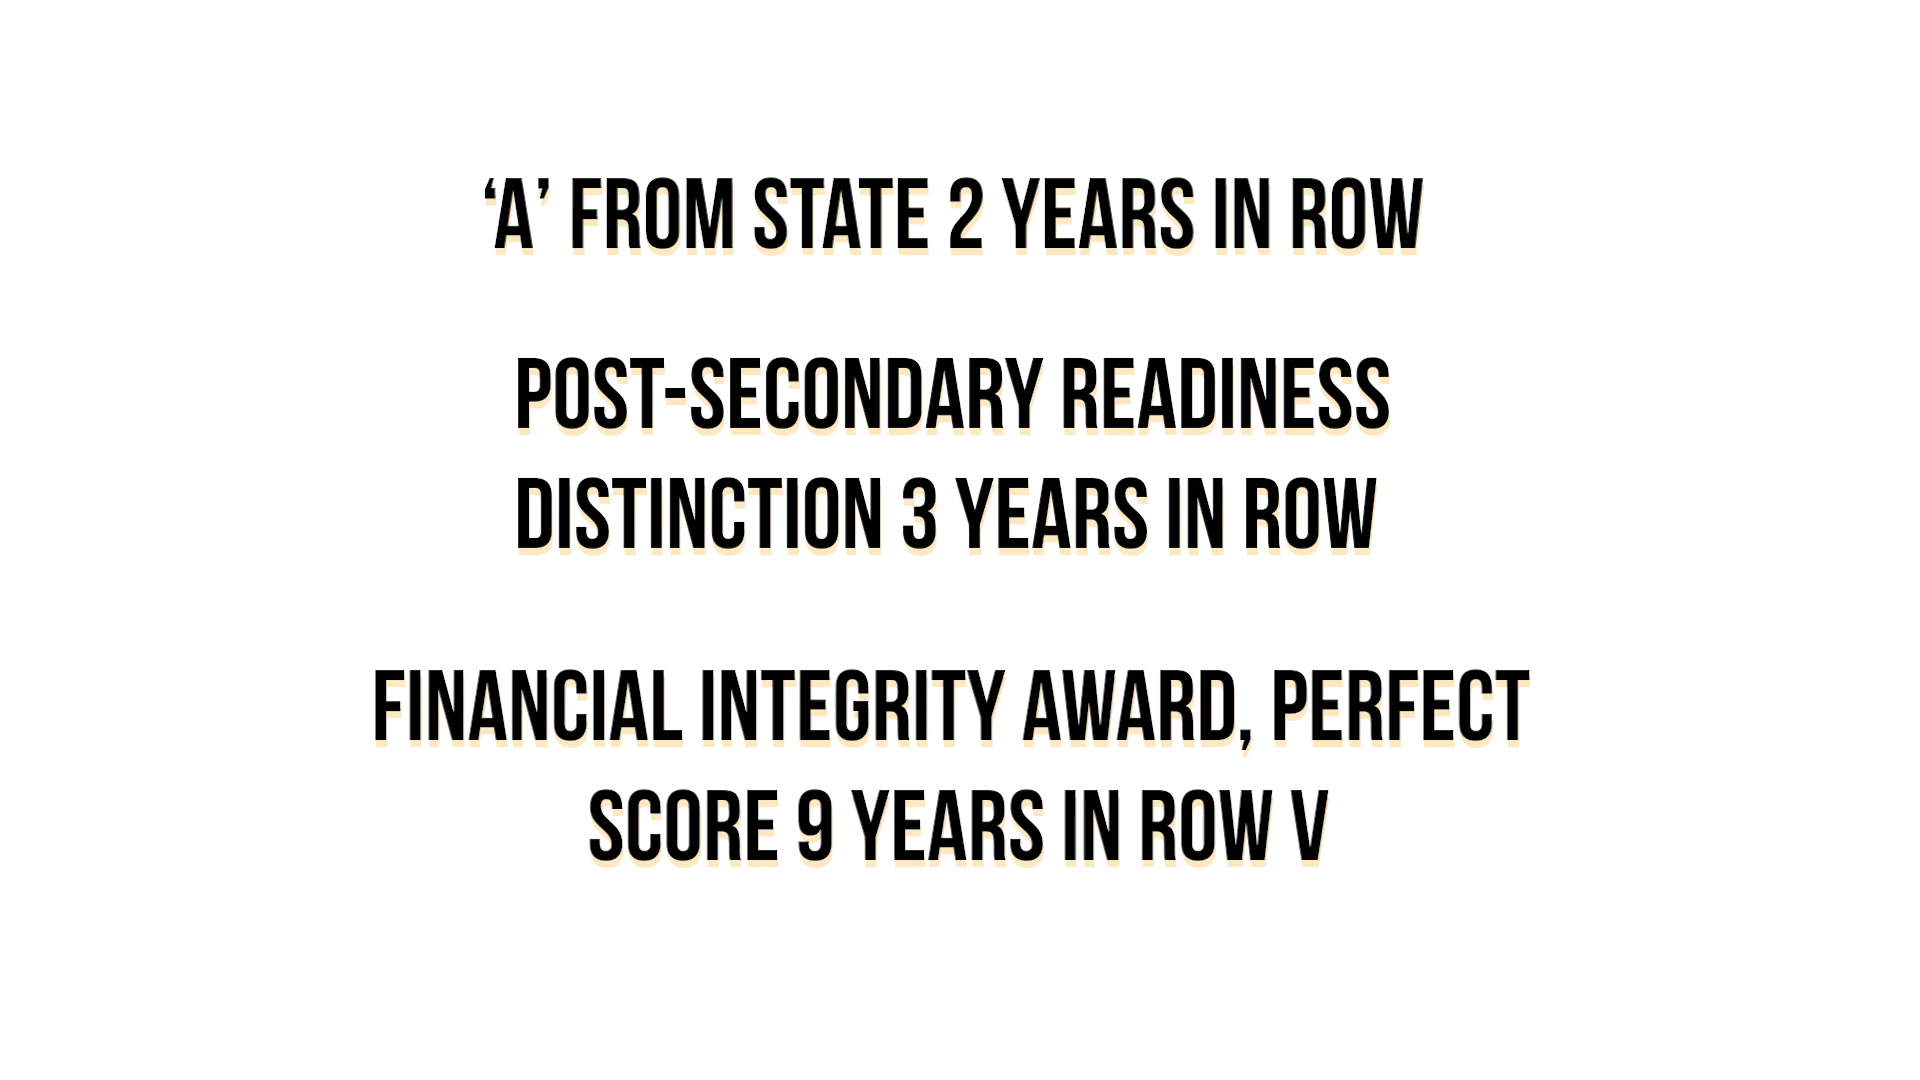 ‘A’ FROM STATE 2 YEARS IN ROW
POST-SECONDARY READINESS
DISTINCTION 3 YEARS IN ROW
FINANCIAL INTEGRITY AWARD, PERFECT
SCORE 9 YEARS IN ROW V